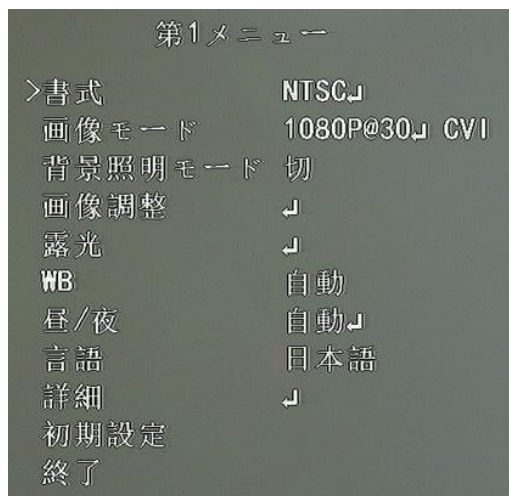 第1メニュー
>書式 NTSC↵
画像モード 1080P@30↵ CVI
背景照明モード 切
画像調整 ↵
露光 ↵
WB 自動
昼/夜 自動↵
言語 日本語
詳細 ↵
初期設定
終了